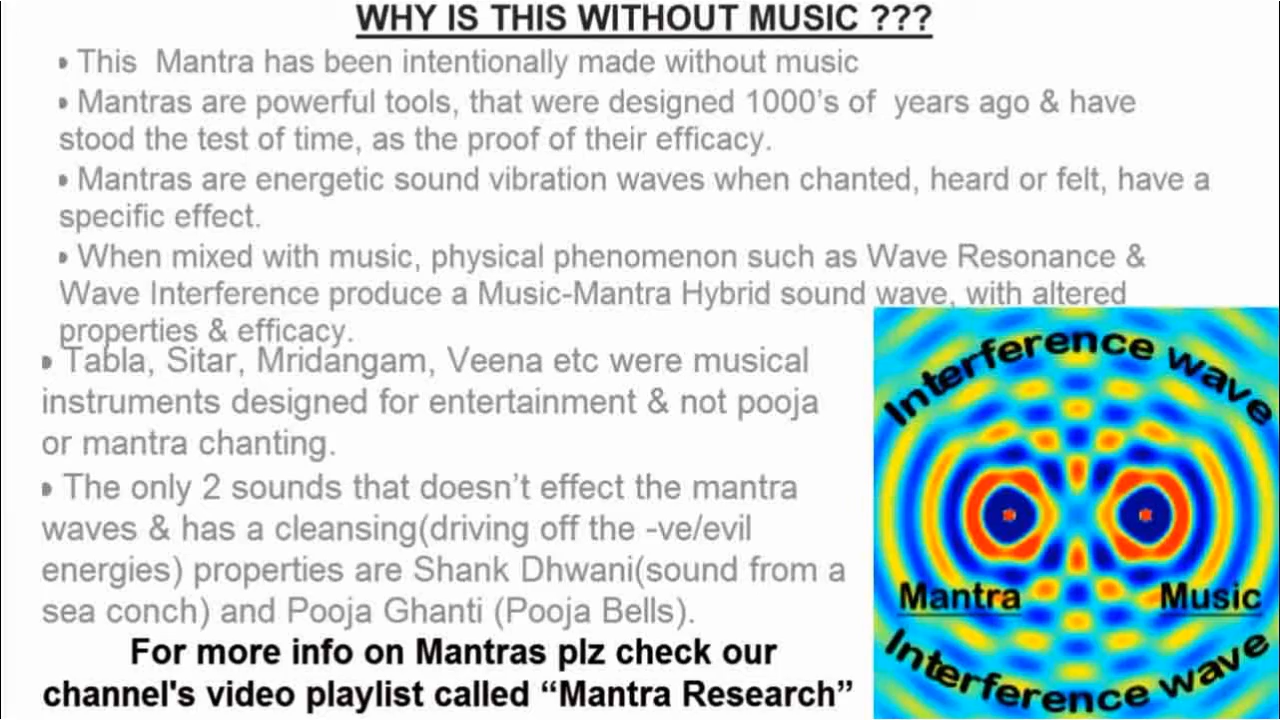 WHY IS THIS WITHOUT MUSIC ???
• This Mantra has been intentionally made without music
• Mantras are powerful tools, that were designed 1000's of years ago & have
stood the test of time, as the proof of their efficacy.
• Mantras are energetic sound vibration waves when chanted, heard or felt, have a
specific effect.
• When mixed with music, physical phenomenon such as Wave Resonance &
Wave Interference produce a Music-Mantra Hybrid sound wave, with altered
properties & efficacy.
• Tabla, Sitar, Mridangam, Veena etc were musical
instruments designed for entertainment & not pooja
or mantra chanting.
• The only 2 sounds that doesn't effect the mantra
waves & has a cleansing(driving off the -ve/evil
energies) properties are Shank Dhwani(sound from a
sea conch) and Pooja Ghanti (Pooja Bells).
For more info on Mantras plz check our
channel's video playlist called “Mantra Research”
Interference wave
Mantra Music
Interference wave